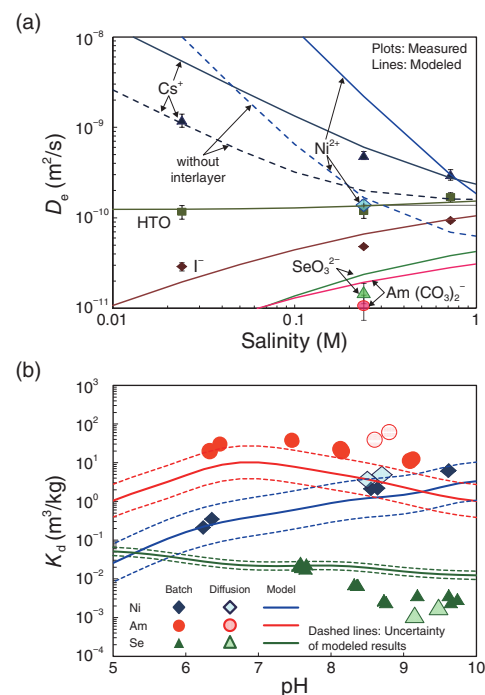 (a)
10⁻⁸
10⁻⁹
10⁻¹⁰
10⁻¹¹
Dₑ (m²/s)
Plots: Measured
Lines: Modeled
Cs⁺
without
interlayer
Ni²⁺
HTO
I⁻
SeO₃²⁻
Am (CO₃)₂⁻
0.01
0.1
1
Salinity (M)
(b)
10³
10²
10¹
10⁰
10⁻¹
10⁻²
10⁻³
10⁻⁴
K_d (m³/kg)
Batch Diffusion Model
Ni
Am
Se
Dashed lines: Uncertainty
of modeled results
5 6 7 8 9 10
pH